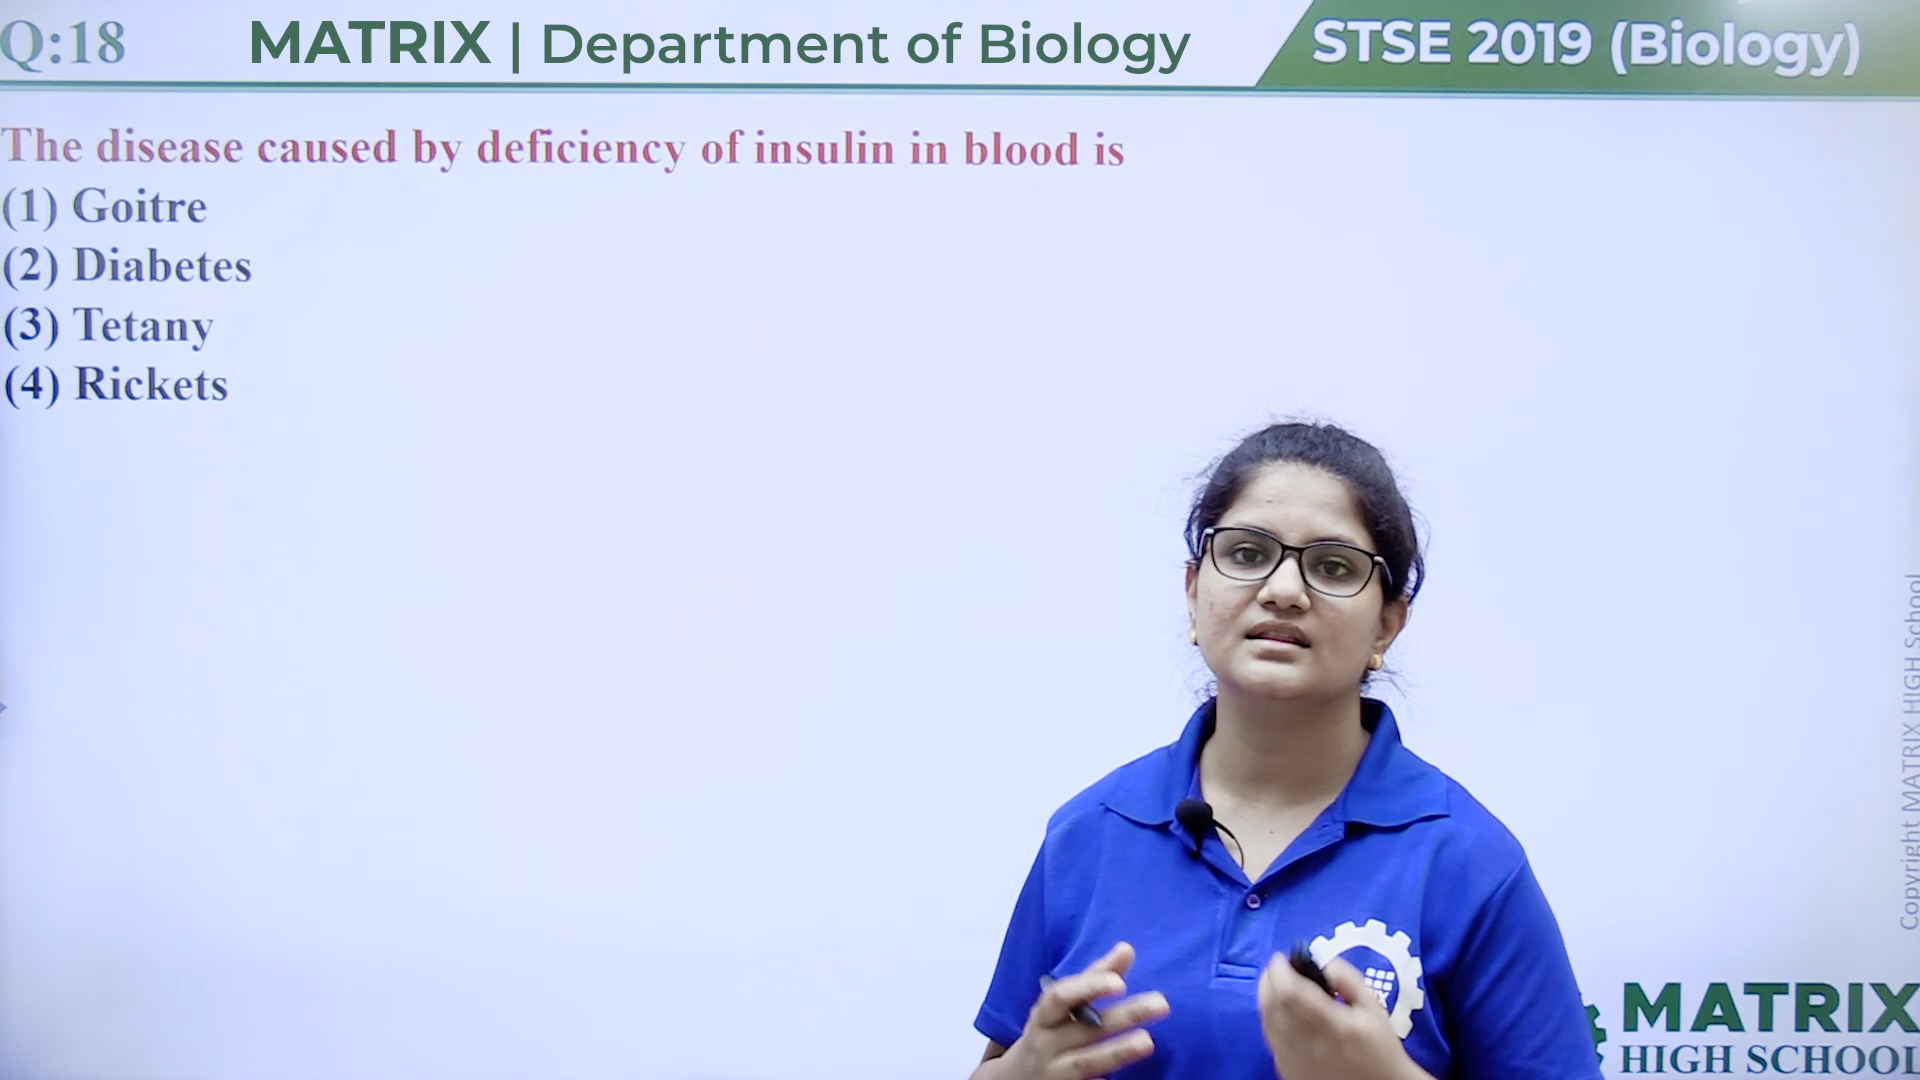 Q:18
MATRIX | Department of Biology
STSE 2019 (Biology)
The disease caused by deficiency of insulin in blood is
(1) Goitre
(2) Diabetes
(3) Tetany
(4) Rickets
Copyright MATRIX HIGH School
MATRIX
HIGH SCHOOL